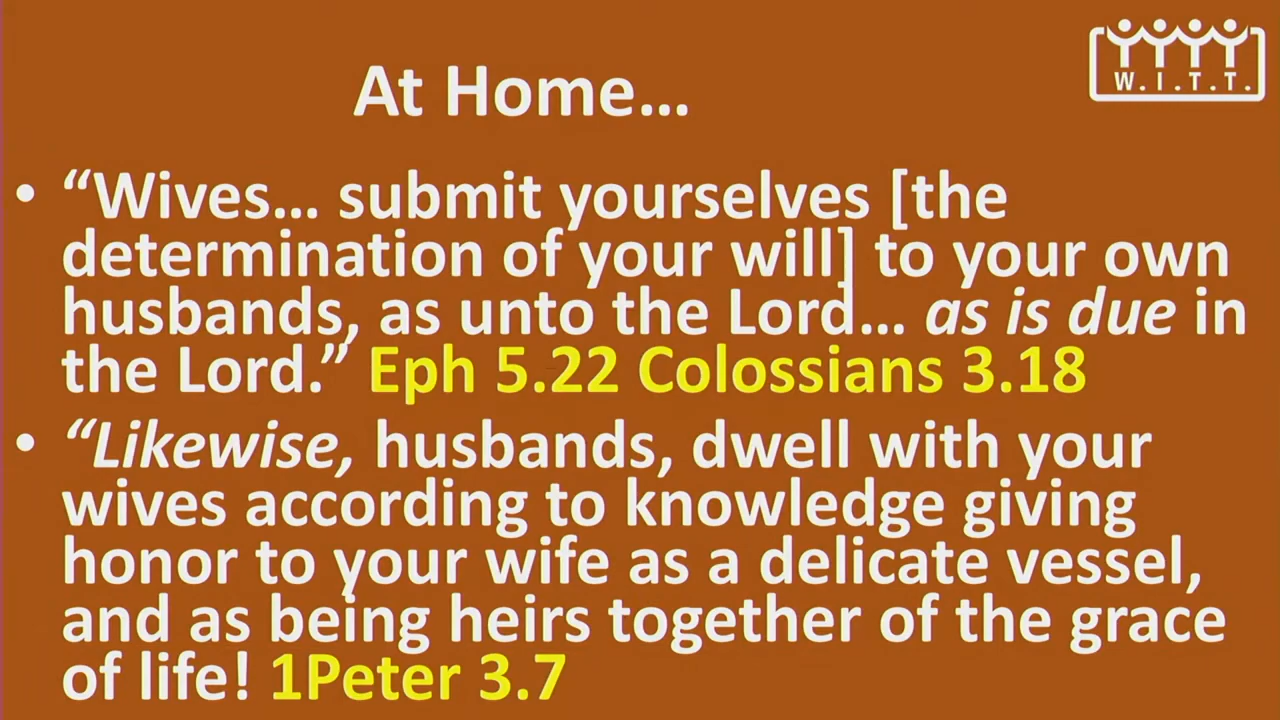 W.I.T.T.
At Home...
• “Wives... submit yourselves [the
determination of your will] to your own
husbands, as unto the Lord... as is due in
the Lord.” Eph 5.22 Colossians 3.18
• “Likewise, husbands, dwell with your
wives according to knowledge giving
honor to your wife as a delicate vessel,
and as being heirs together of the grace
of life! 1Peter 3.7